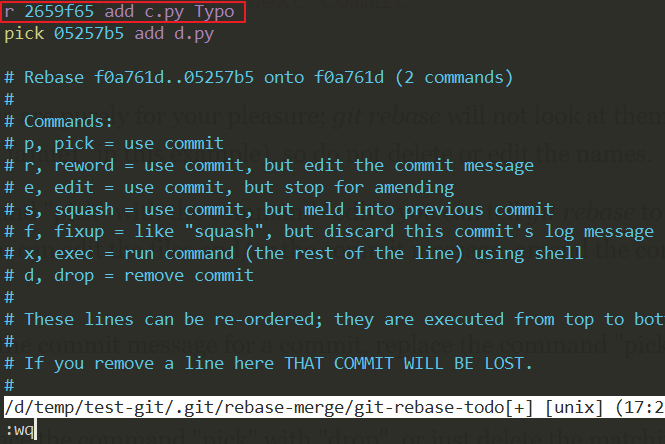 r 2659f65 add c.py Typo
pick 05257b5 add d.py

# Rebase f0a761d..05257b5 onto f0a761d (2 commands)
#
# Commands:
# p, pick = use commit
# r, reword = use commit, but edit the commit message
# e, edit = use commit, but stop for amending
# s, squash = use commit, but meld into previous commit
# f, fixup = like "squash", but discard this commit's log message
# x, exec = run command (the rest of the line) using shell
# d, drop = remove commit
#
# These lines can be re-ordered; they are executed from top to bot
#
# If you remove a line here THAT COMMIT WILL BE LOST.
#
/d/temp/test-git/.git/rebase-merge/git-rebase-todo[+] [unix] (17:2
:wq